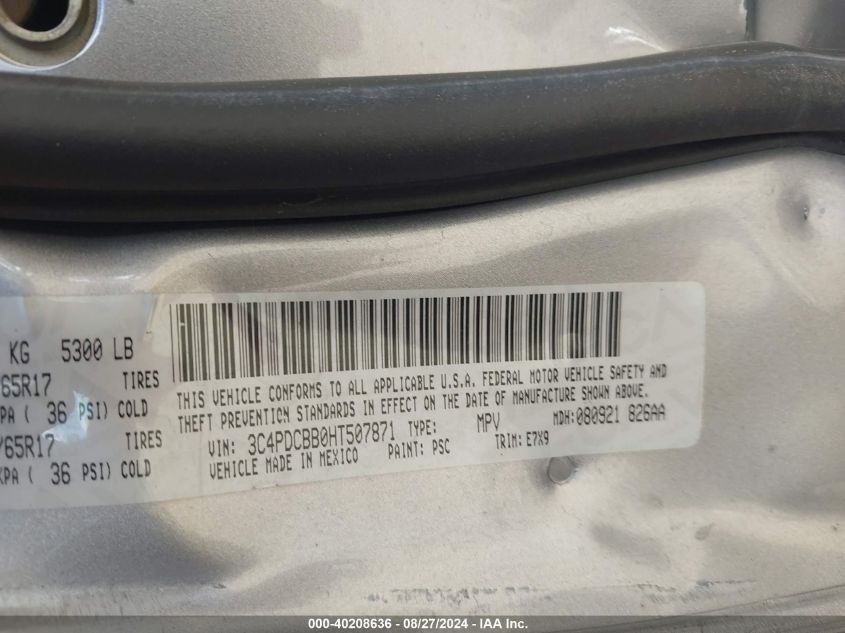 KG 5300 LB
/65R17 TIRES
KPA ( 36 PSI) COLD
/65R17 TIRES
KPA ( 36 PSI) COLD
THIS VEHICLE CONFORMS TO ALL APPLICABLE U.S.A. FEDERAL MOTOR VEHICLE SAFETY AND
THEFT PREVENTION STANDARDS IN EFFECT ON THE DATE OF MANUFACTURE SHOWN ABOVE.
VIN: 3C4PDCBB0HT507871 TYPE: MPV MDH:080921 826AA
VEHICLE MADE IN MEXICO PAINT: PSC TRIM: E7X9
000-40208636 - 08/27/2024 - IAA Inc.